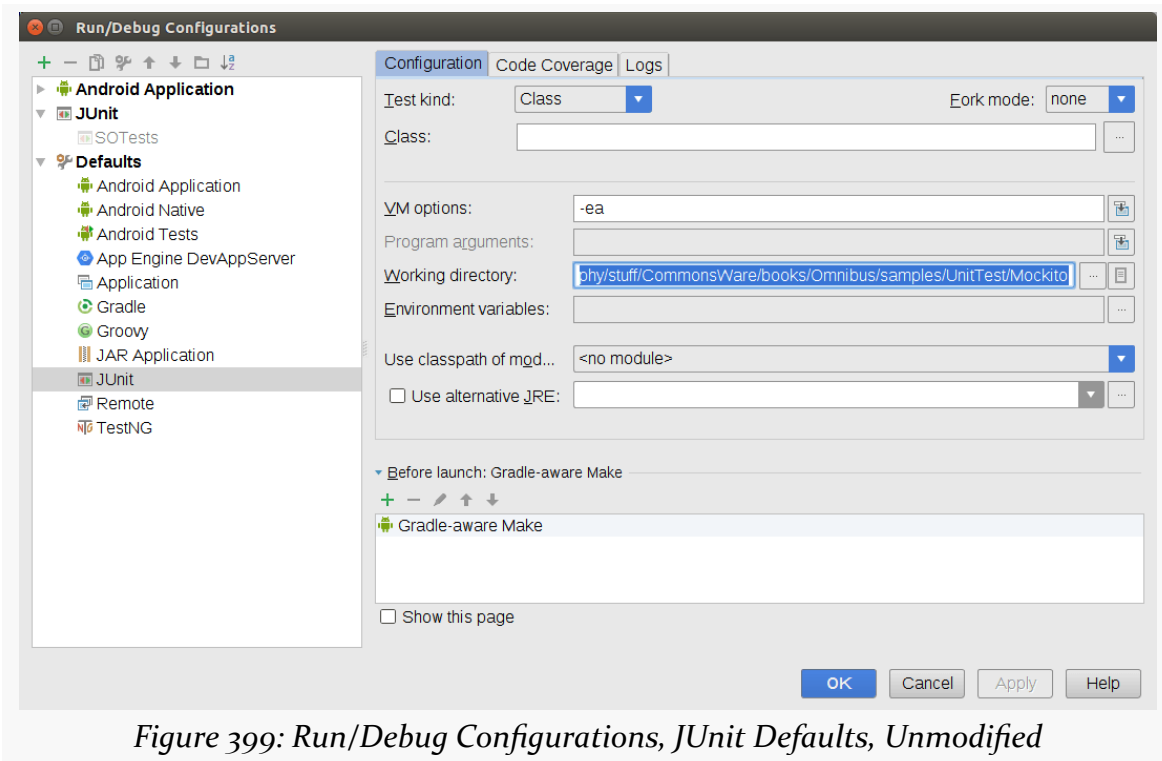 Run/Debug Configurations
Android Application
JUnit
SOTests
Defaults
Android Application
Android Native
Android Tests
App Engine DevAppServer
Application
Gradle
Groovy
JAR Application
JUnit
Remote
TestNG
Configuration Code Coverage Logs
Test kind: Class Fork mode: none
Class:
VM options: -ea
Program arguments:
Working directory: phy/stuff/CommonsWare/books/Omnibus/samples/UnitTest/Mockito
Environment variables:
Use classpath of mod... <no module>
Use alternative JRE:
Before launch: Gradle-aware Make
Gradle-aware Make
Show this page
OK Cancel Apply Help
Figure 399: Run/Debug Configurations, JUnit Defaults, Unmodified